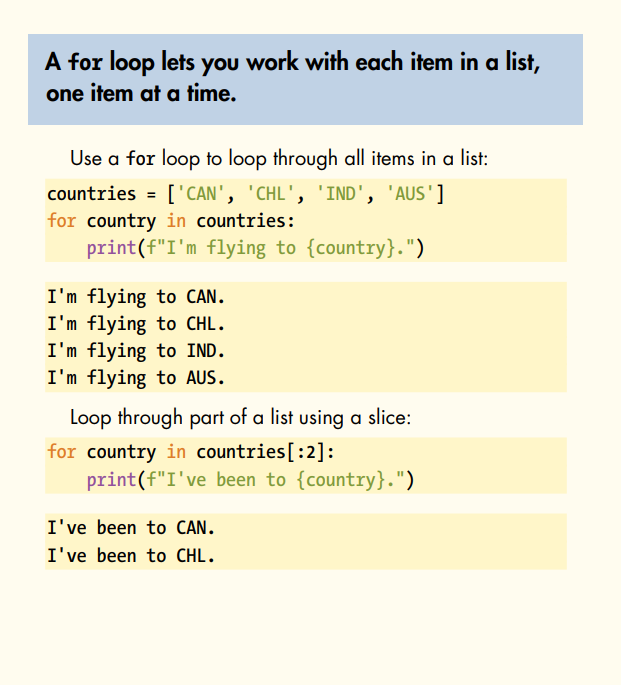 A for loop lets you work with each item in a list,
one item at a time.
Use a for loop to loop through all items in a list:
countries = ['CAN', 'CHL', 'IND', 'AUS']
for country in countries:
    print(f"I'm flying to {country}.")
I'm flying to CAN.
I'm flying to CHL.
I'm flying to IND.
I'm flying to AUS.
Loop through part of a list using a slice:
for country in countries[:2]:
    print(f"I've been to {country}.")
I've been to CAN.
I've been to CHL.